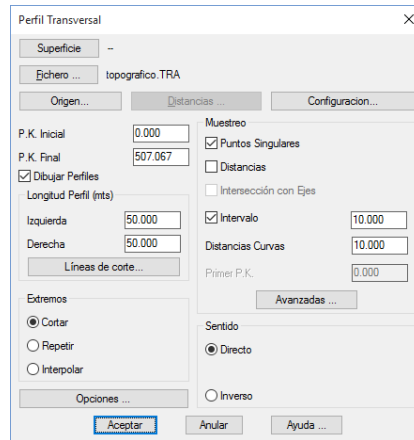 Perfil Transversal
Superficie --
Fichero ... topografico.TRA
Origen... Distancias ... Configuracion...
P.K. Inicial 0.000
P.K. Final 507.067
Dibujar Perfiles
Longitud Perfil (mts)
Izquierda 50.000
Derecha 50.000
Líneas de corte...
Extremos
Cortar
Repetir
Interpolar
Opciones ...
Muestreo
Puntos Singulares
Distancias
Intersección con Ejes
Intervalo 10.000
Distancias Curvas 10.000
Primer P.K. 0.000
Avanzadas ...
Sentido
Directo
Inverso
Aceptar Anular Ayuda ...